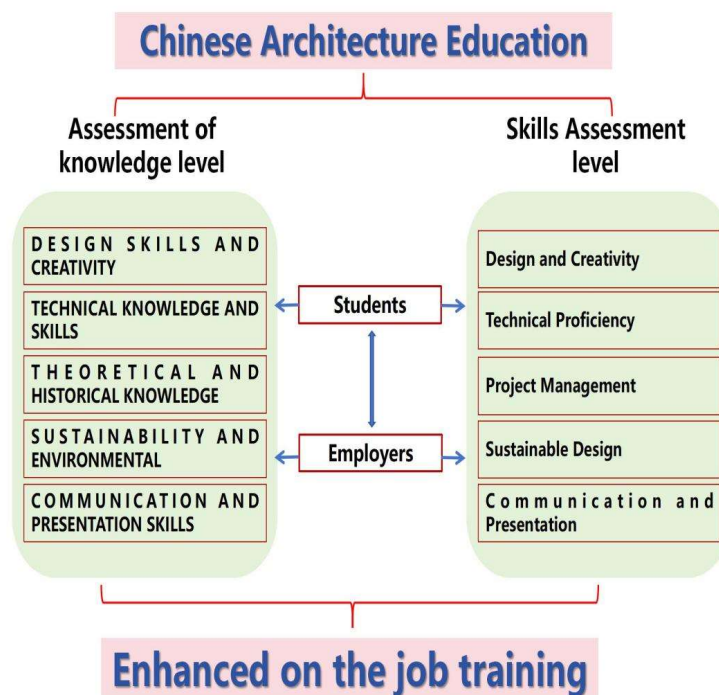 Chinese Architecture Education
Assessment of
knowledge level
DESIGN SKILLS AND
CREATIVITY
TECHNICAL KNOWLEDGE AND
SKILLS
THEORETICAL AND
HISTORICAL KNOWLEDGE
SUSTAINABILITY AND
ENVIRONMENTAL
COMMUNICATION AND
PRESENTATION SKILLS
Students
Employers
Skills Assessment
level
Design and Creativity
Technical Proficiency
Project Management
Sustainable Design
Communication and
Presentation
Enhanced on the job training